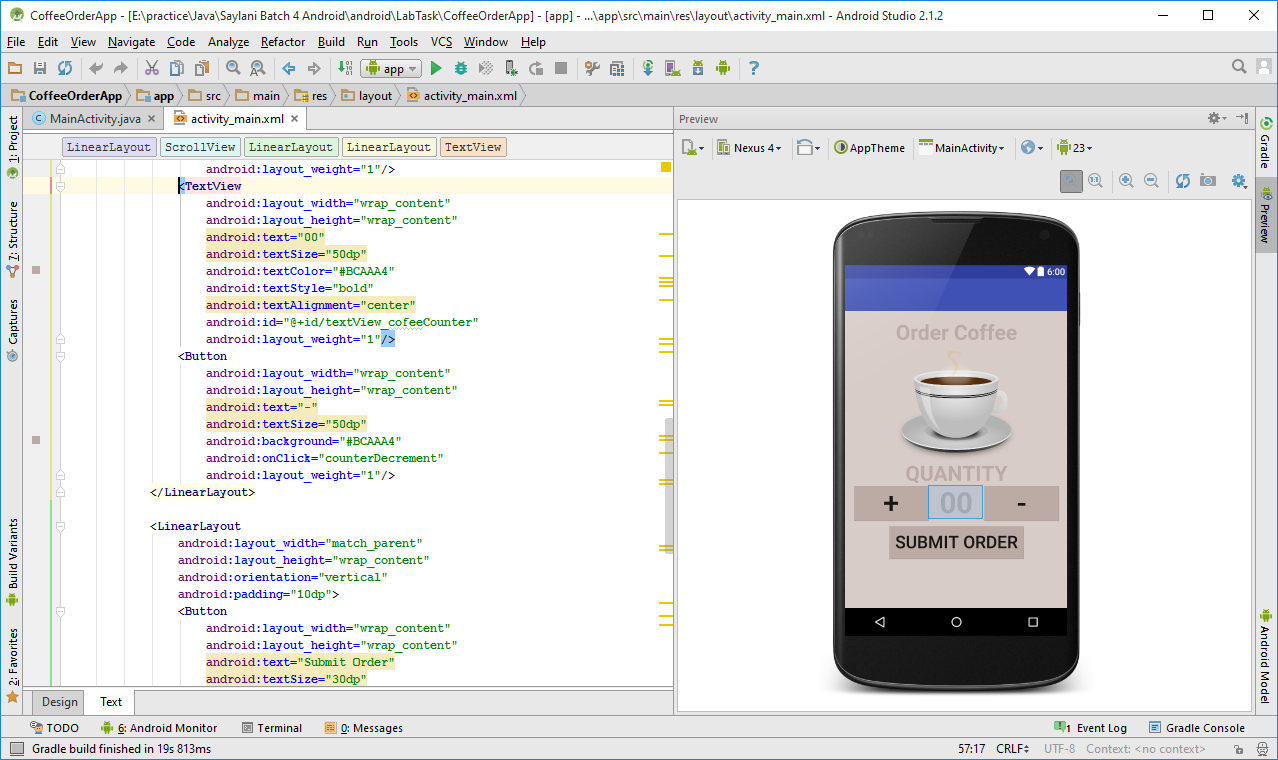 CoffeeOrderApp - [E:\practice\Java\Saylani Batch 4 Android\android\LabTask\CoffeeOrderApp] - [app] - ...\app\src\main\res\layout\activity_main.xml - Android Studio 2.1.2
File Edit View Navigate Code Analyze Refactor Build Run Tools VCS Window Help
app
CoffeeOrderApp app src main res layout activity_main.xml
MainActivity.java activity_main.xml
Preview
LinearLayout ScrollView LinearLayout LinearLayout TextView
Nexus 4 AppTheme MainActivity 23
android:layout_weight="1"/>
<TextView
android:layout_width="wrap_content"
android:layout_height="wrap_content"
android:text="00"
android:textSize="50dp"
android:textColor="#BCAAA4"
android:textStyle="bold"
android:textAlignment="center"
android:id="@+id/textView_cofeeCounter"
android:layout_weight="1"/>
<Button
android:layout_width="wrap_content"
android:layout_height="wrap_content"
android:text="-"
android:textSize="50dp"
android:background="#BCAAA4"
android:onClick="counterDecrement"
android:layout_weight="1"/>
</LinearLayout>
<LinearLayout
android:layout_width="match_parent"
android:layout_height="wrap_content"
android:orientation="vertical"
android:padding="10dp">
<Button
android:layout_width="wrap_content"
android:layout_height="wrap_content"
android:text="Submit Order"
android:textSize="30dp"
6:00
Order Coffee
QUANTITY
+ 00 -
SUBMIT ORDER
1: Project
7: Structure
Captures
Build Variants
2: Favorites
Gradle
Preview
Android Model
Design Text
TODO 6: Android Monitor Terminal 0: Messages 1 Event Log Gradle Console
Gradle build finished in 19s 813ms 57:17 CRLF UTF-8 Context: <no context>